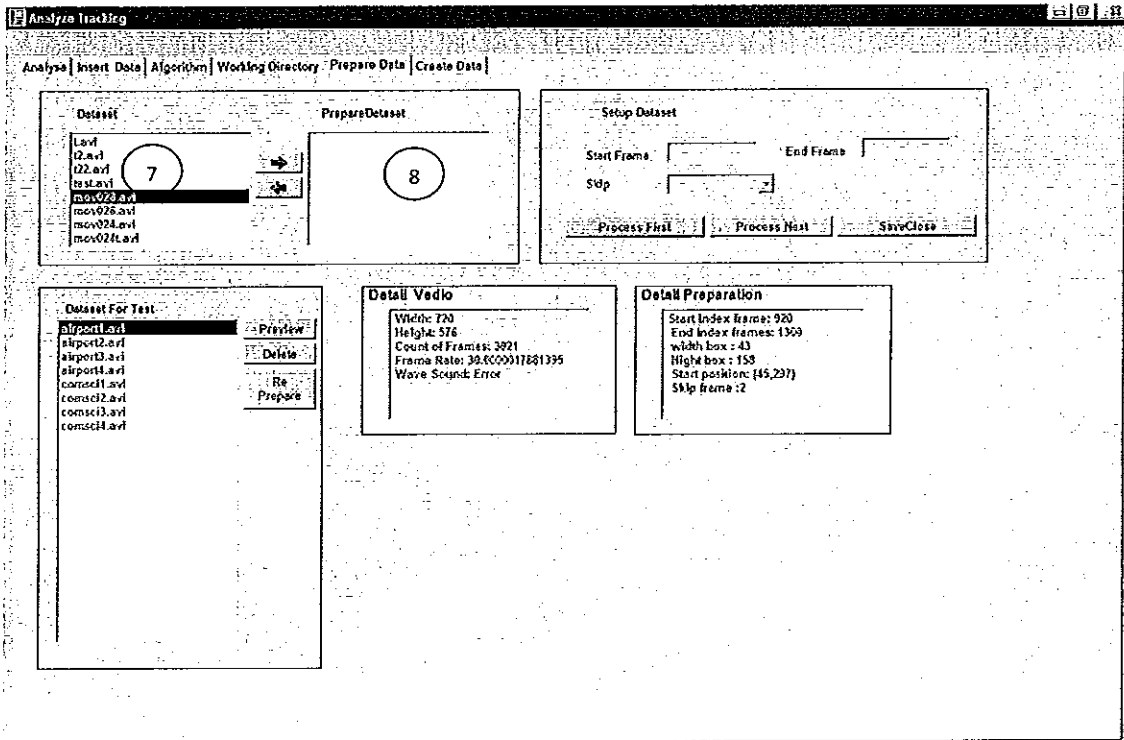 Analyze Tracking
Analyse Insert Data Algorithm Working Directory Prepare Data Create Data
Dataset
PrepareDataset
t2.avi
t22.avi
test.avi
mov026.avi
mov024.avi
mov024t.avi
7
8
Setup Dataset
Start Frame
End Frame
Skip
Process First
Process Next
SaveClose
Dataset For Test
airport1.avi
airport2.avi
airport3.avi
airport4.avi
comsci1.avi
comsci2.avi
comsci3.avi
comsci4.avi
Preview
Delete
Re
Prepare
Detail Vedio
Width: 720
Height: 576
Count of Frames: 3021
Frame Rate: 30.0000017881395
Wave Sound: Error
Detail Preparation
Start Index frame: 920
End Index frames: 1300
width box : 43
Hight box : 158
Start position: {45,297}
Skip frame :2